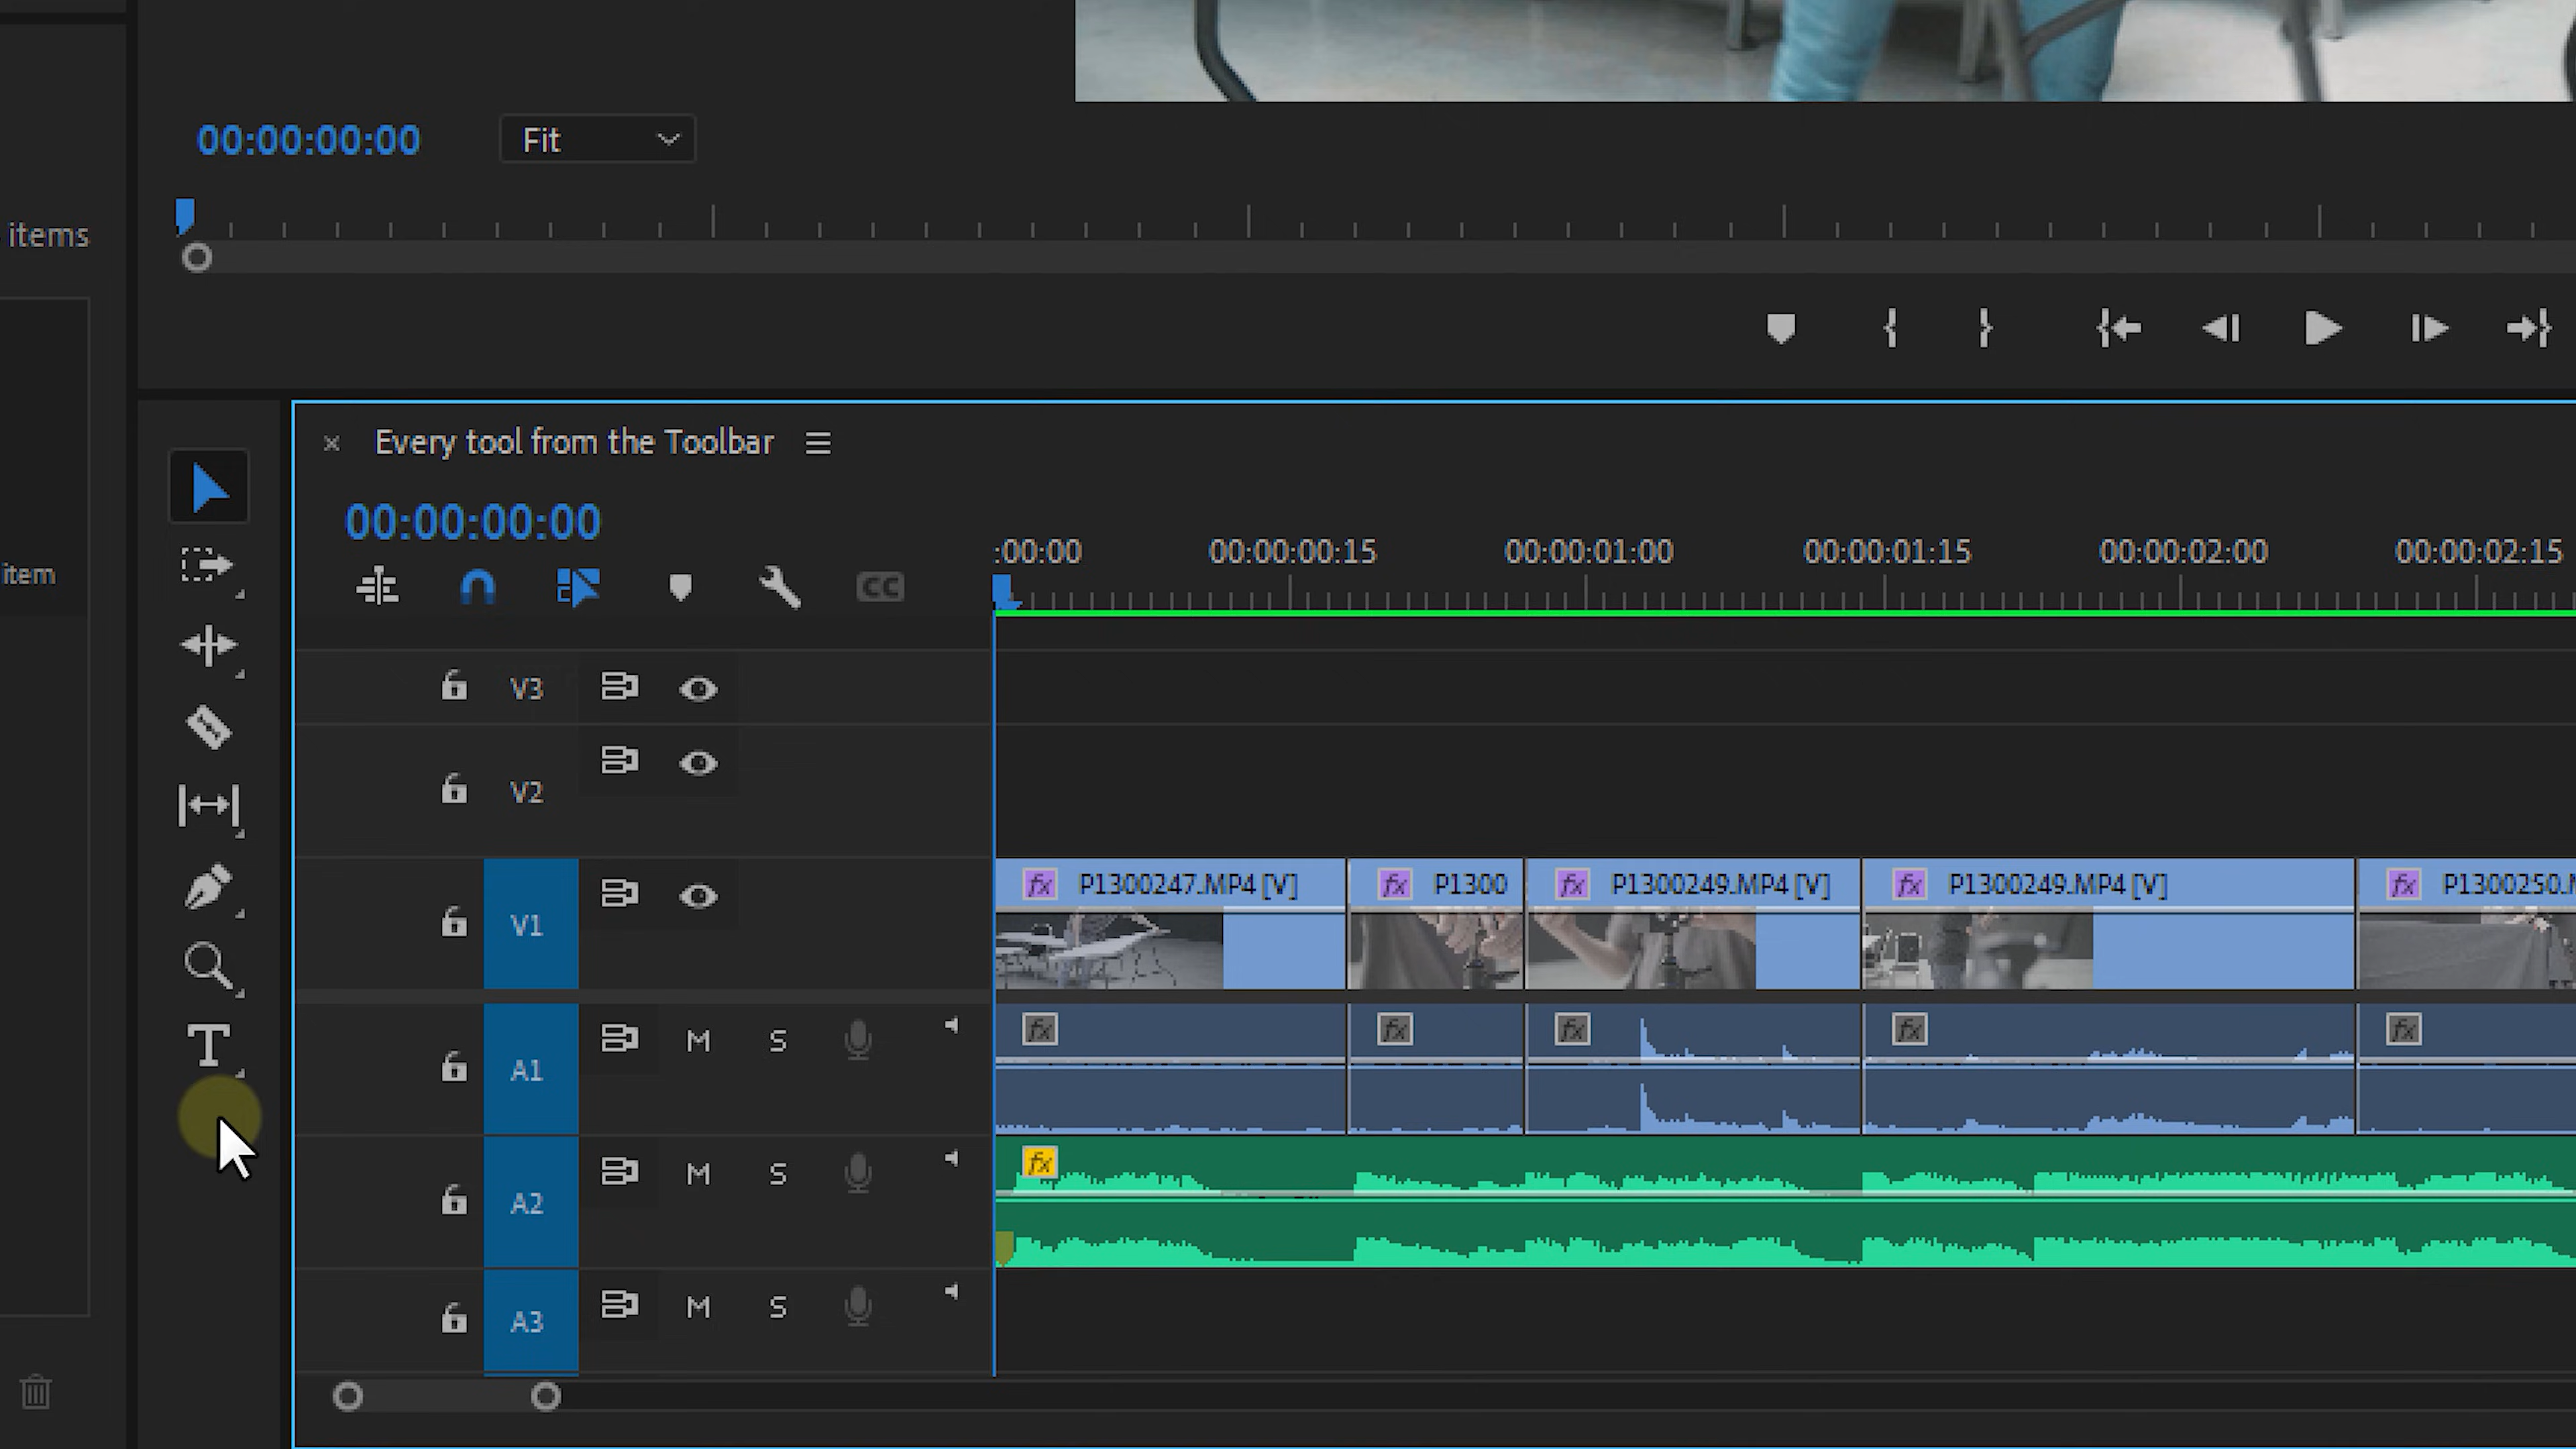 00:00:00:00 Fit
items
× Every tool from the Toolbar
00:00:00:00
:00:00 00:00:00:15 00:00:01:00 00:00:01:15 00:00:02:00 00:00:02:15
CC
item
V3
V2
fx P1300247.MP4 [V] fx P1300 fx P1300249.MP4 [V] fx P1300249.MP4 [V] fx P1300250.M
V1
T
A1 M S fx fx fx fx fx
A2 M S fx
A3 M S